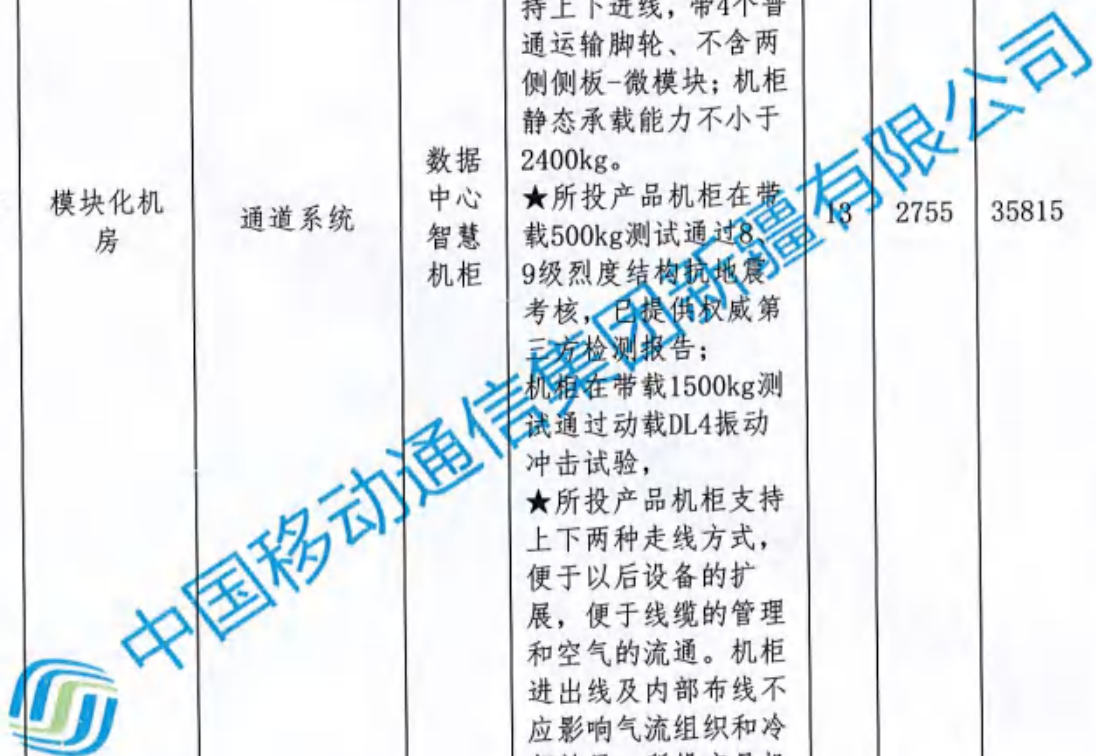 模块化机
房
通道系统
数据
中心
智慧
机柜
持上下进线，带4个普
通运输脚轮、不含两
侧侧板-微模块；机柜
静态承载能力不小于
2400kg。
★所投产品机柜在带
载500kg测试通过8、
9级烈度结构抗地震
考核，已提供权威第
三方检测报告；
机柜在带载1500kg测
试通过动载DL4振动
冲击试验，
★所投产品机柜支持
上下两种走线方式，
便于以后设备的扩
展，便于线缆的管理
和空气的流通。机柜
进出线及内部布线不
应影响气流组织和冷
13
2755
35815
中国移动通信集团新疆有限公司